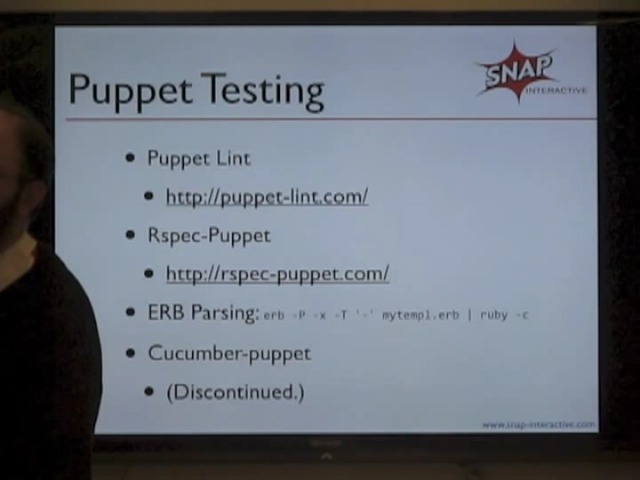 SNAP
INTERACTIVE
Puppet Testing
Puppet Lint
http://puppet-lint.com/
Rspec-Puppet
http://rspec-puppet.com/
ERB Parsing: erb -P -x -T '-' mytempl.erb | ruby -c
Cucumber-puppet
(Discontinued.)
www.snap-interactive.com